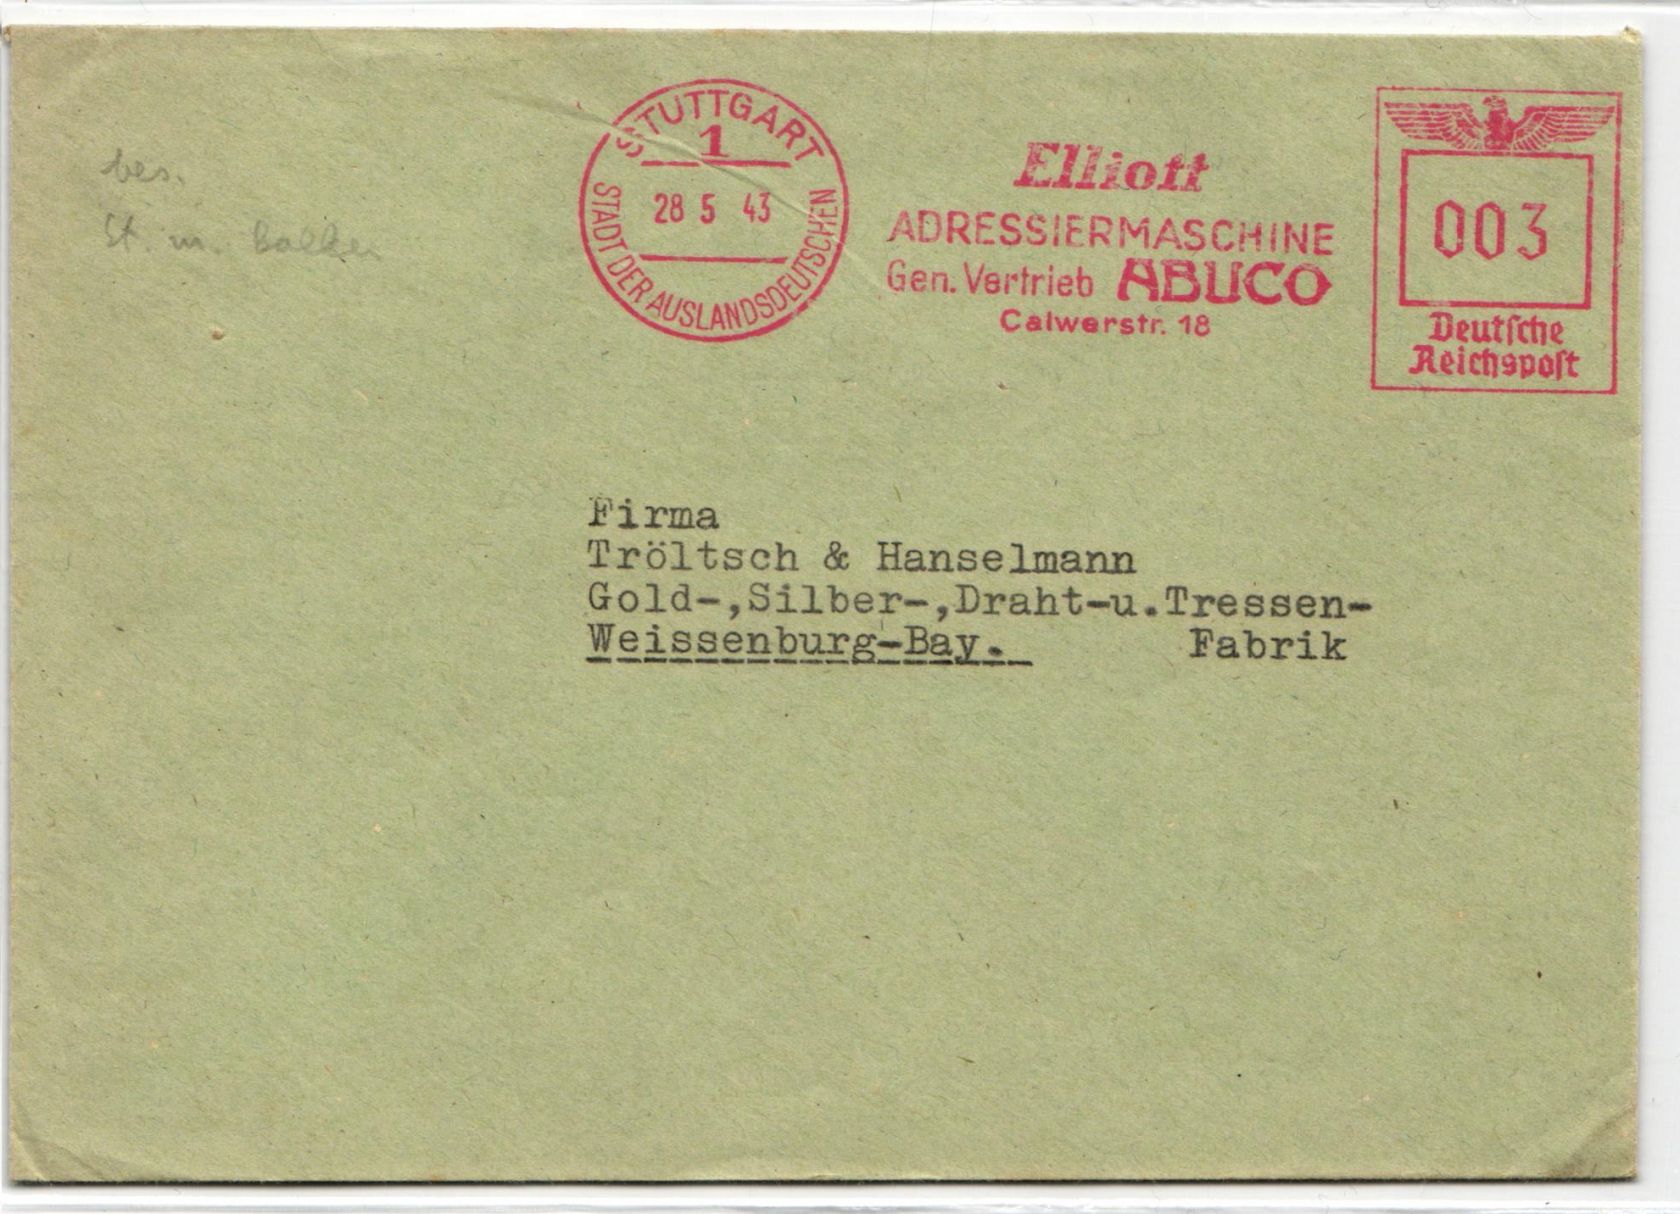 STUTTGART
1
28 5 43
STADT DER AUSLANDSDEUTSCHEN
Elliott
ADRESSIERMASCHINE
Gen. Vertrieb ABUCO
Calwerstr. 18
003
Deutsche
Reichspost
bes.
St. m.
Firma
Tröltsch & Hanselmann
Gold-,Silber-,Draht-u.Tressen-
Weissenburg-Bay. Fabrik